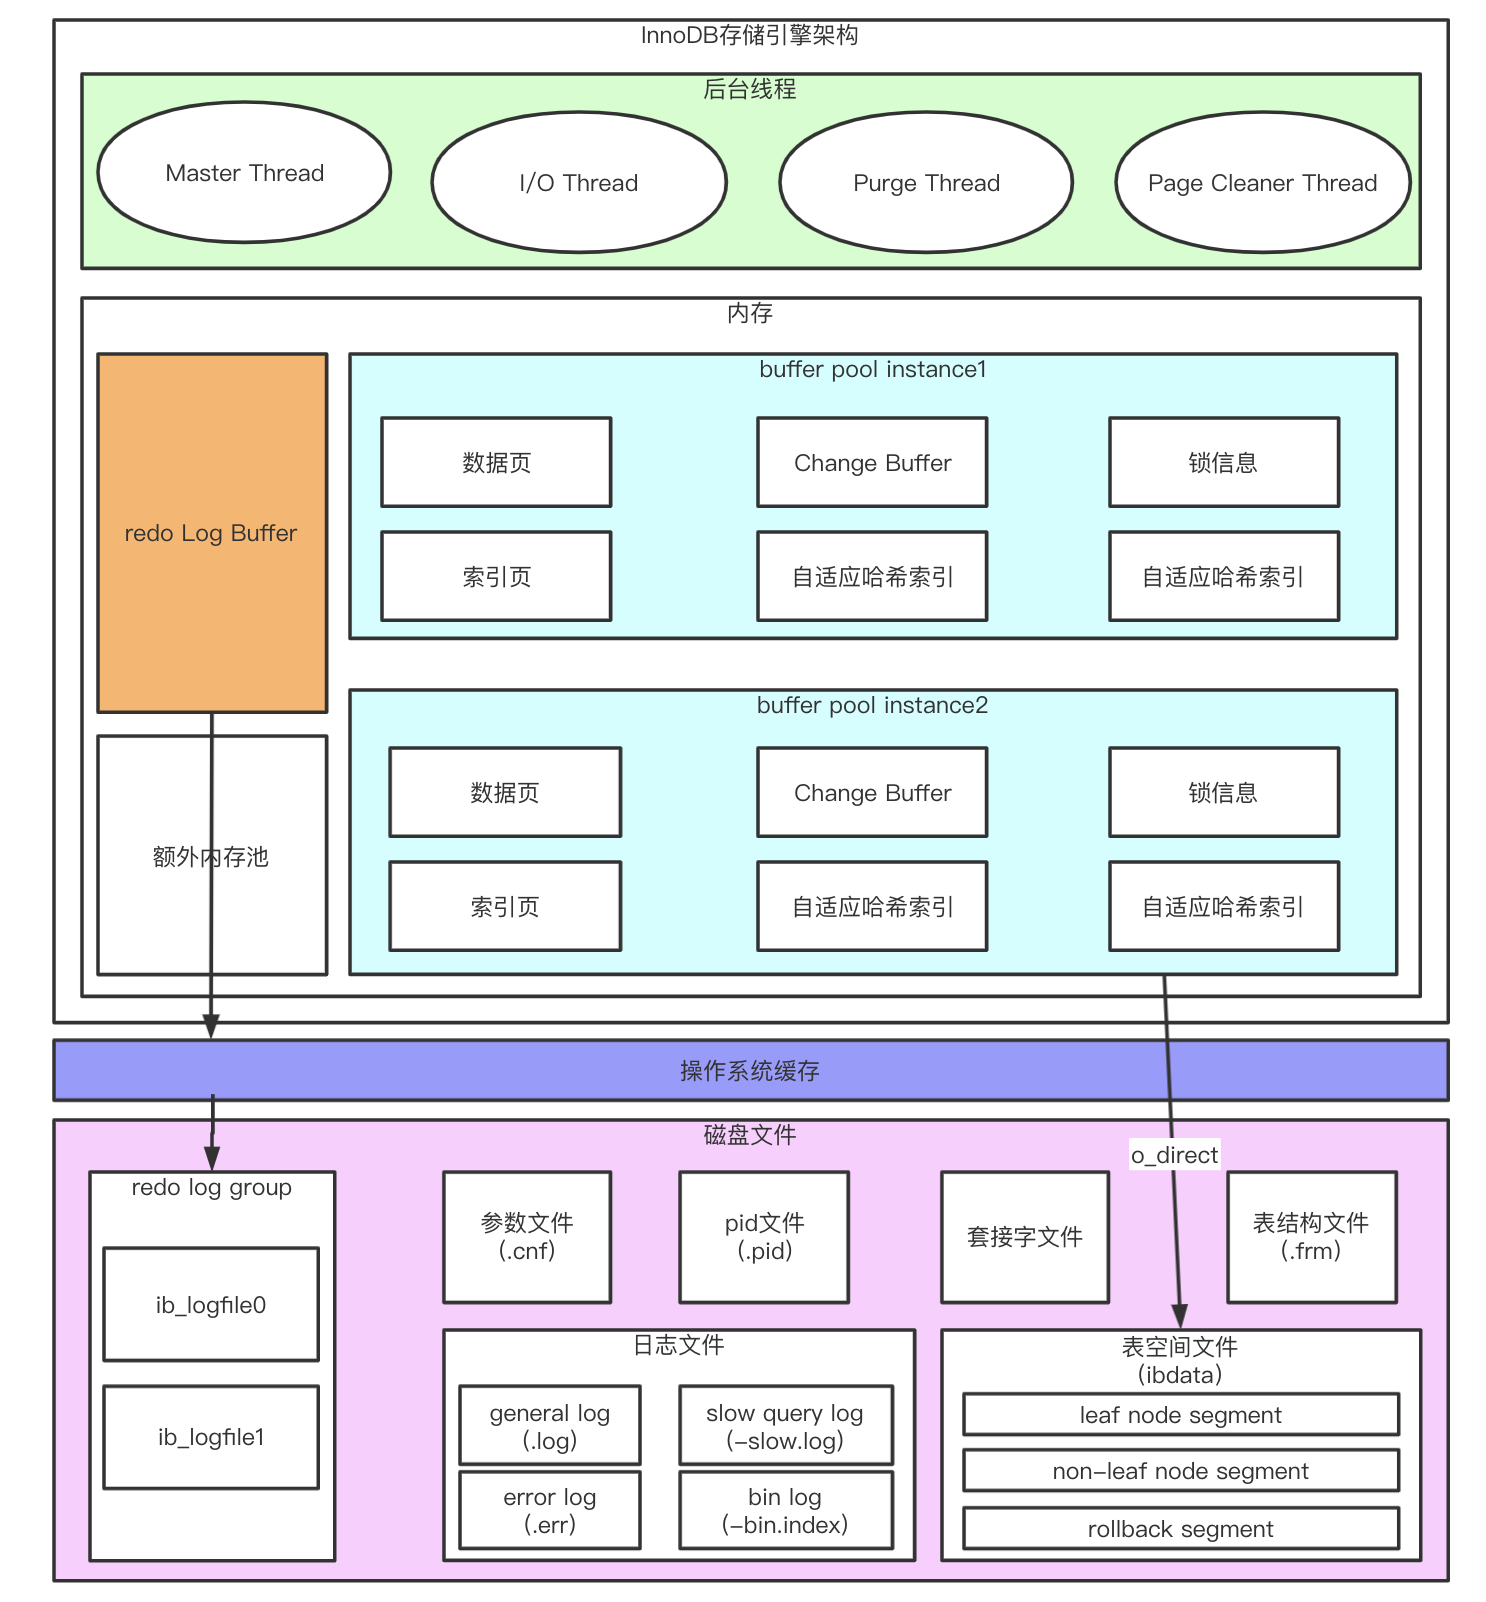 InnoDB存储引擎架构
后台线程
Master Thread
I/O Thread
Purge Thread
Page Cleaner Thread
内存
redo Log Buffer
额外内存池
buffer pool instance1
数据页
Change Buffer
锁信息
索引页
自适应哈希索引
自适应哈希索引
buffer pool instance2
数据页
Change Buffer
锁信息
索引页
自适应哈希索引
自适应哈希索引
操作系统缓存
磁盘文件
o_direct
redo log group
ib_logfile0
ib_logfile1
参数文件
(.cnf)
pid文件
(.pid)
套接字文件
表结构文件
(.frm)
日志文件
general log
(.log)
slow query log
(-slow.log)
error log
(.err)
bin log
(-bin.index)
表空间文件
(ibdata)
leaf node segment
non-leaf node segment
rollback segment